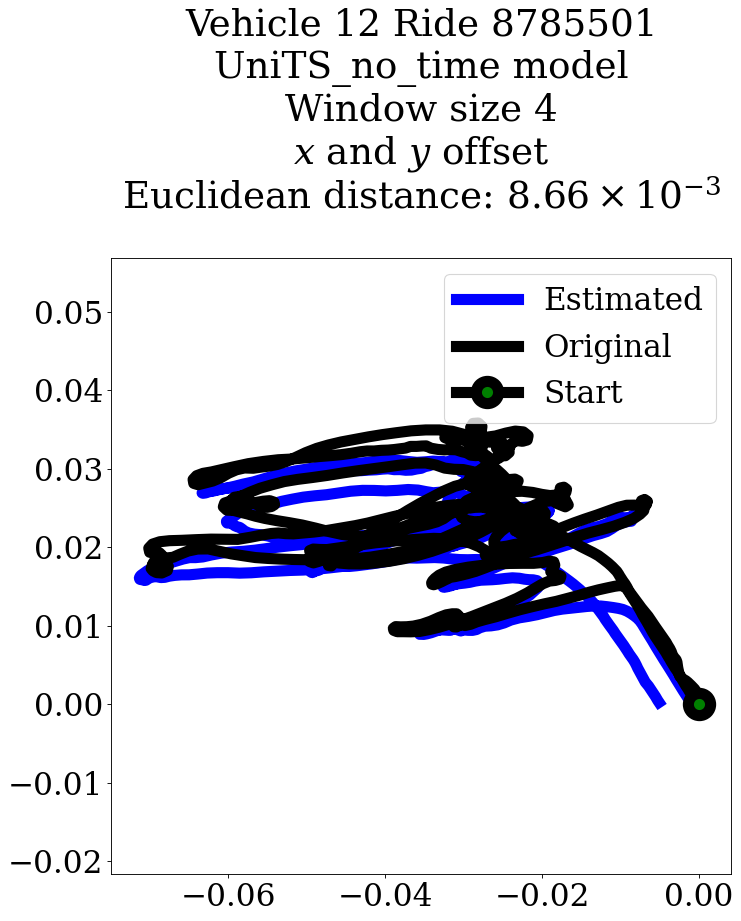 Vehicle 12 Ride 8785501
UniTS_no_time model
Window size 4
x and y offset
Euclidean distance: 8.66 × 10⁻³
Estimated
Original
Start
0.05
0.04
0.03
0.02
0.01
0.00
−0.01
−0.02
−0.06
−0.04
−0.02
0.00